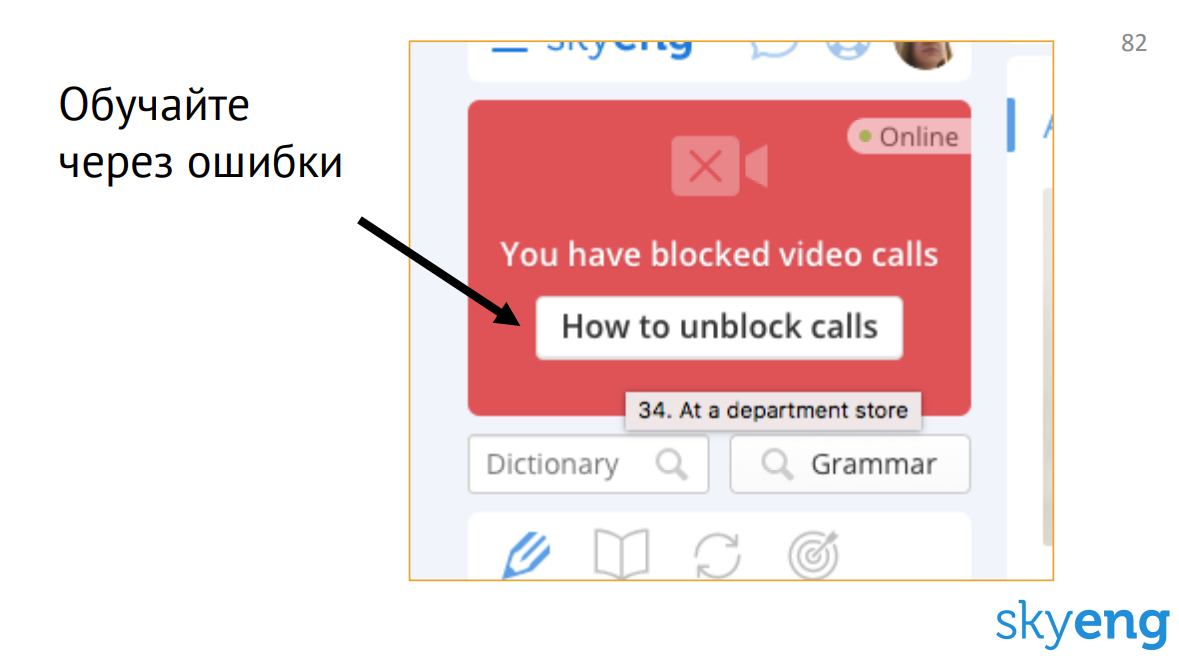 82
Обучайте
через ошибки
skyeng
Online
You have blocked video calls
How to unblock calls
34. At a department store
Dictionary
Grammar
skyeng